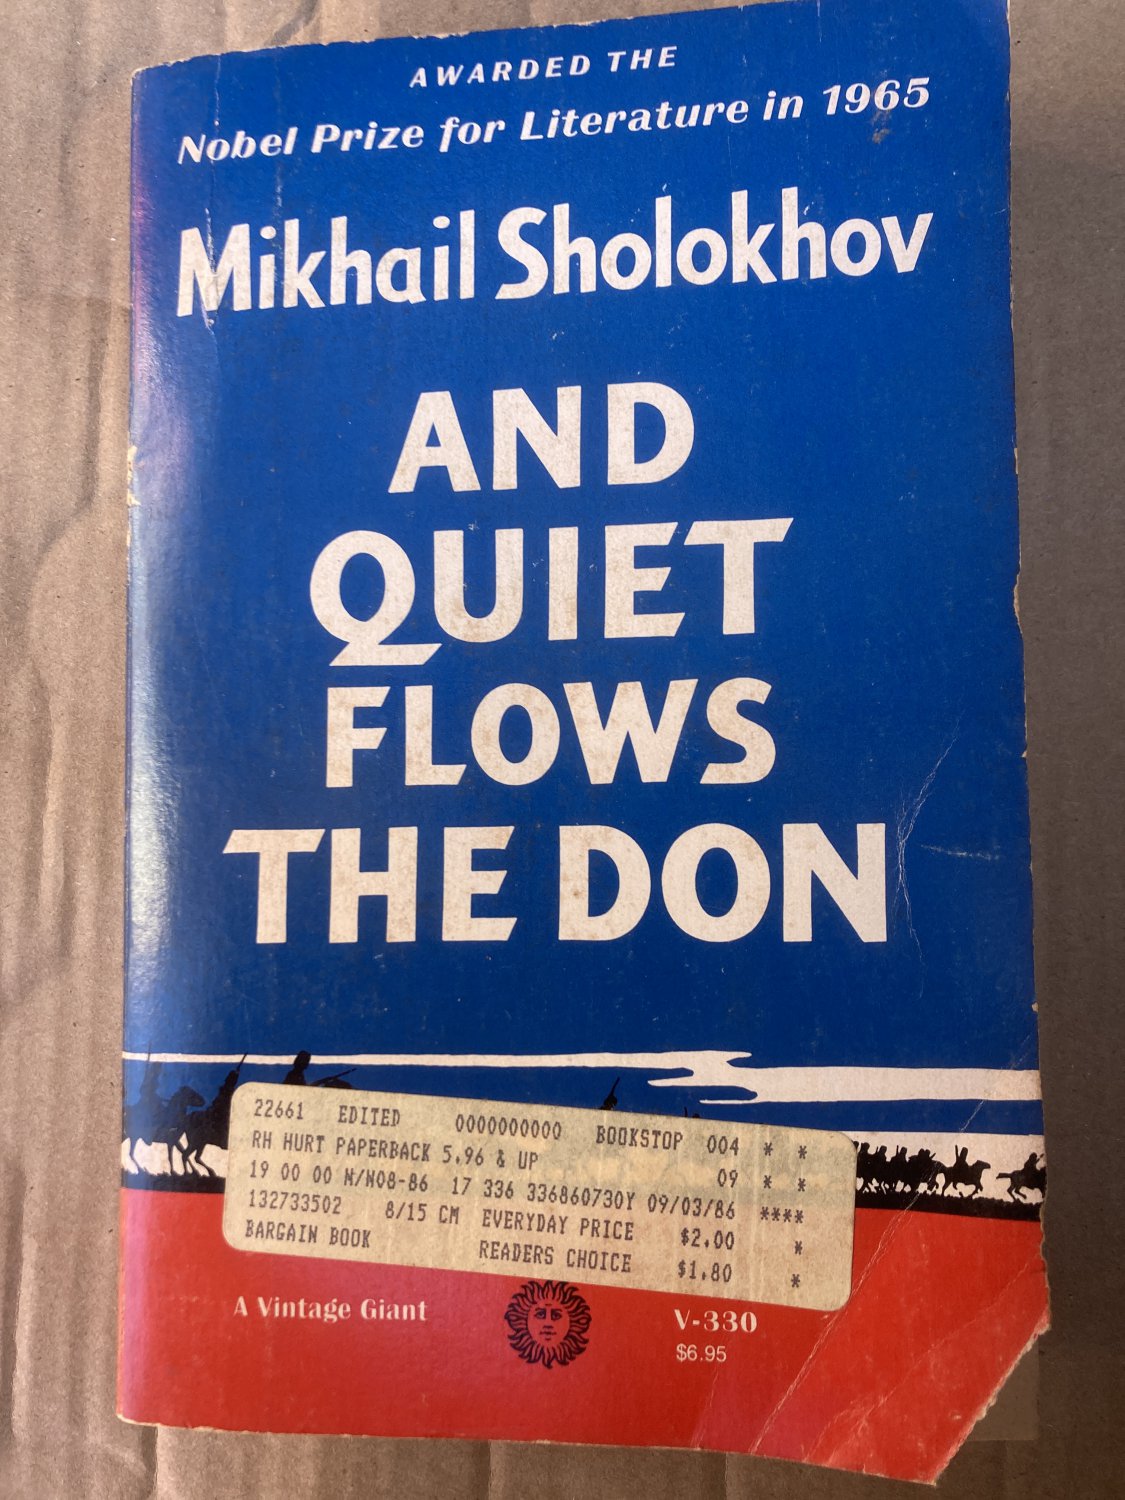 AWARDED THE
Nobel Prize for Literature in 1965
Mikhail Sholokhov
AND
QUIET
FLOWS
THE DON
22661 EDITED 0000000000 BOOKSTOP 004 * *
RH HURT PAPERBACK 5.96 & UP 09 * *
19 00 00 N/N08-86 17 336 336860730Y 09/03/86 ****
132733502 8/15 CM EVERYDAY PRICE $2.00 *
BARGAIN BOOK READERS CHOICE $1.80 *
A Vintage Giant
V-330
$6.95